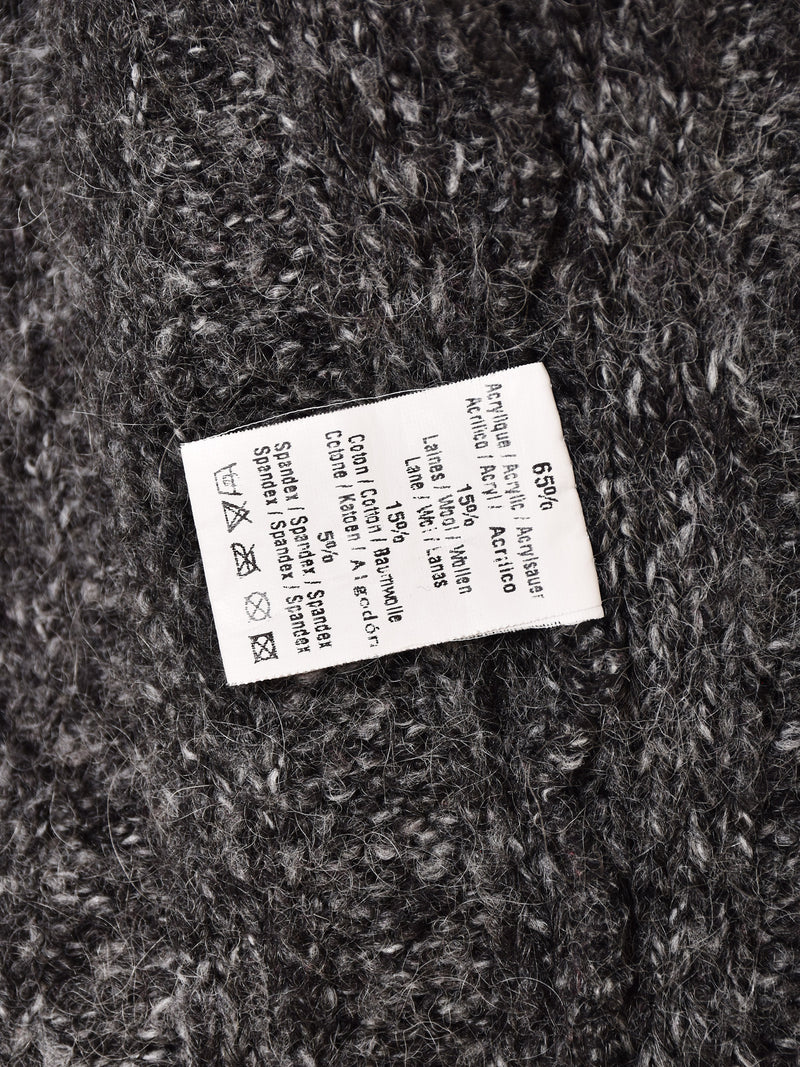 65%
Acrylique / Acrylic / Acrylsauer
Acrilico / Acryl / Acrilico
15%
Laines / Wool / Wollen
Lane / Wol / Lanas
15%
Coton / Cotton / Baumwolle
Cotone / Katoen / Algodón
5%
Spandex / Spandex / Spandex
Spandex / Spandex / Spandex